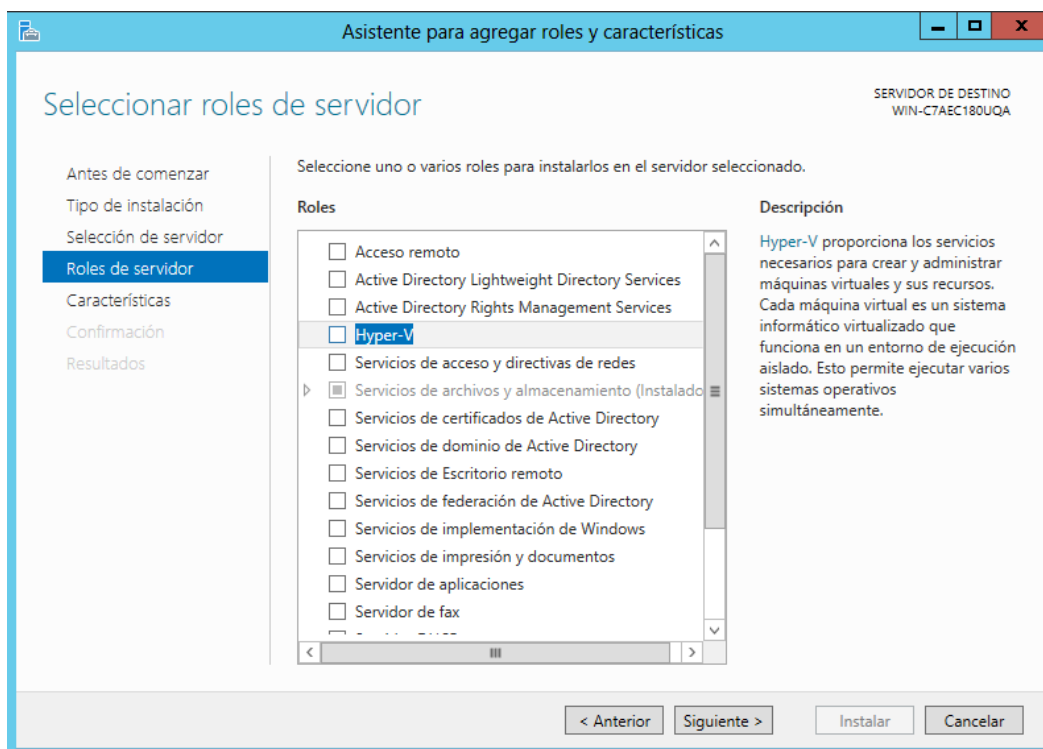 Asistente para agregar roles y características
Seleccionar roles de servidor
SERVIDOR DE DESTINO
WIN-C7AEC180UQA
Antes de comenzar
Tipo de instalación
Selección de servidor
Roles de servidor
Características
Confirmación
Resultados
Seleccione uno o varios roles para instalarlos en el servidor seleccionado.
Roles
Acceso remoto
Active Directory Lightweight Directory Services
Active Directory Rights Management Services
Hyper-V
Servicios de acceso y directivas de redes
Servicios de archivos y almacenamiento (Instalado
Servicios de certificados de Active Directory
Servicios de dominio de Active Directory
Servicios de Escritorio remoto
Servicios de federación de Active Directory
Servicios de implementación de Windows
Servicios de impresión y documentos
Servidor de aplicaciones
Servidor de fax
Descripción
Hyper-V proporciona los servicios
necesarios para crear y administrar
máquinas virtuales y sus recursos.
Cada máquina virtual es un sistema
informático virtualizado que
funciona en un entorno de ejecución
aislado. Esto permite ejecutar varios
sistemas operativos
simultáneamente.
< Anterior
Siguiente >
Instalar
Cancelar